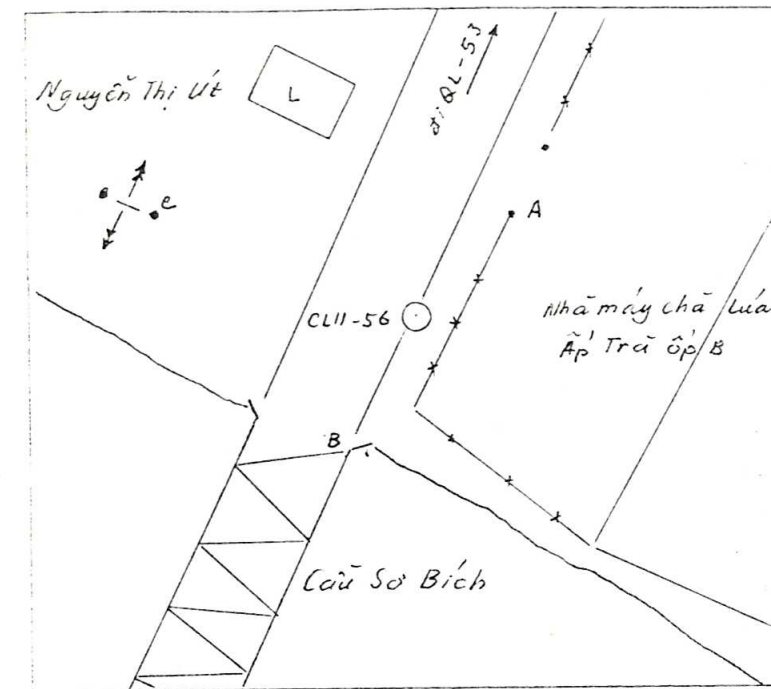 Nguyễn Thị Út
L
đi QL-53
A
C
CLII-56
Nhà máy chà lúa
Ấp Trà Ốp B
B
Cầu Sơ Bích